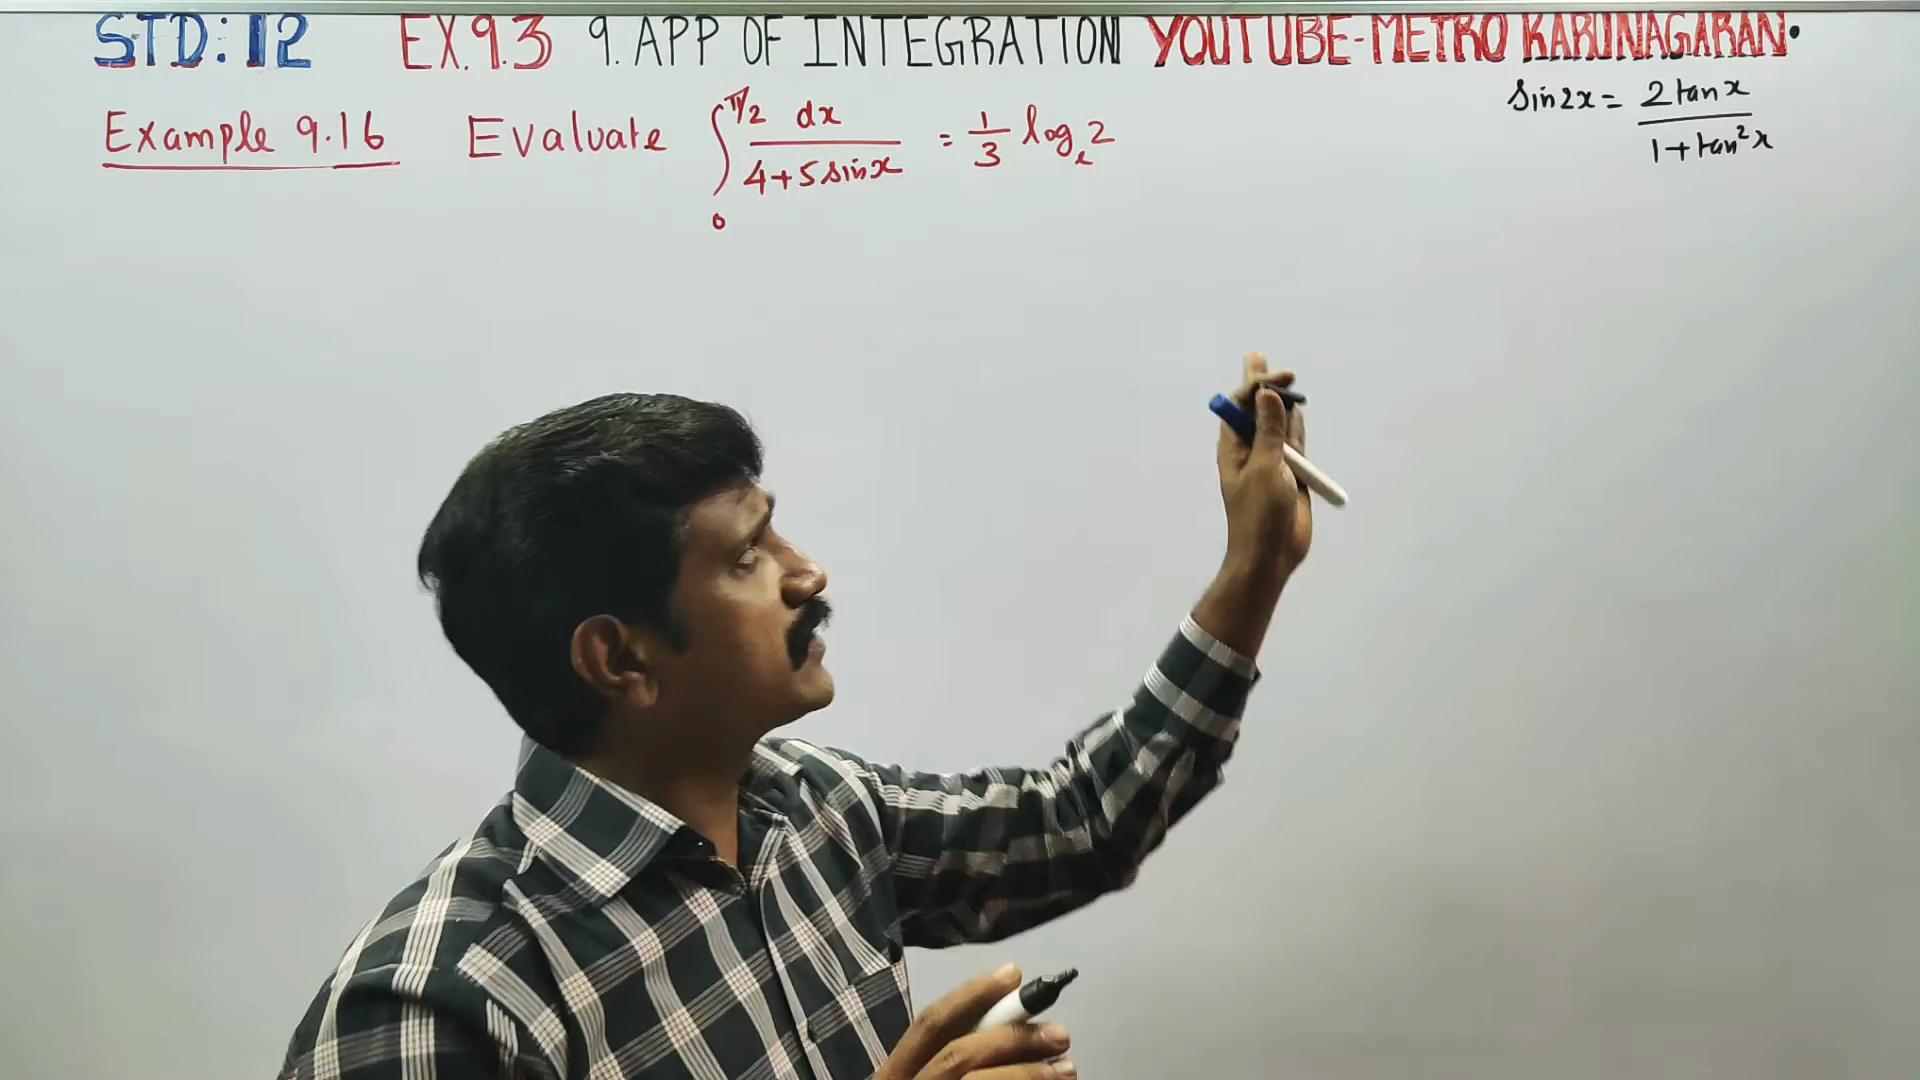 STD: 12 EX.9.3 9. APP OF INTEGRATION YOUTUBE-METRO KARUNAGARAN.
Example 9.16 Evaluate ∫₀^(π/2) dx/(4+5sinx) = 1/3 logₑ2
sin2x = 2tanx/(1+tan²x)